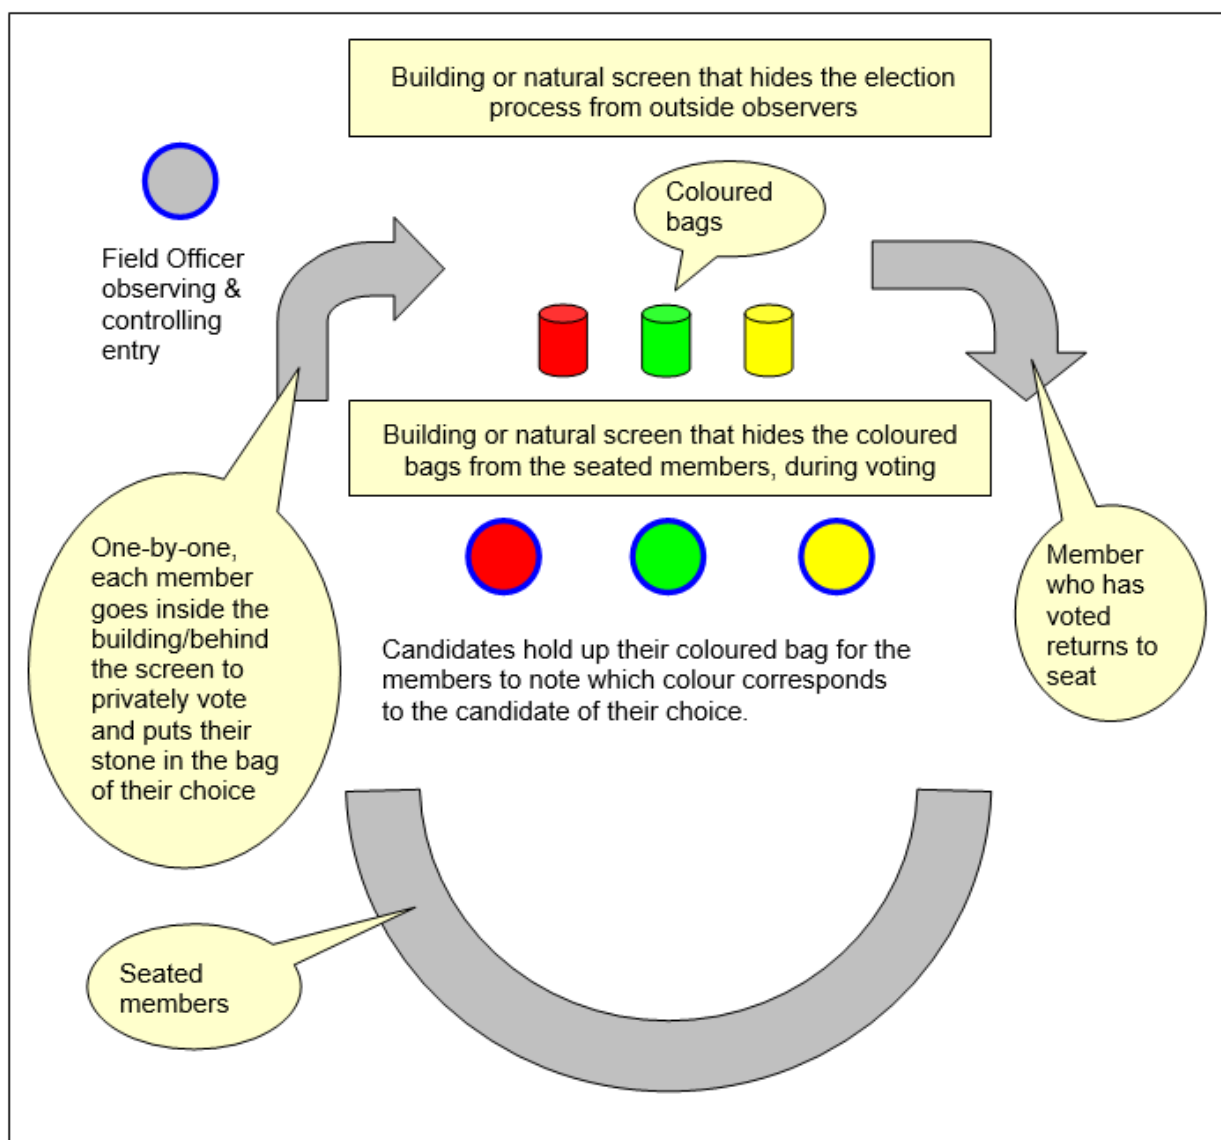 Building or natural screen that hides the election
process from outside observers
Coloured
bags
Field Officer
observing &
controlling
entry
Building or natural screen that hides the coloured
bags from the seated members, during voting
One-by-one,
each member
goes inside the
building/behind
the screen to
privately vote
and puts their
stone in the bag
of their choice
Member
who has
voted
returns to
seat
Candidates hold up their coloured bag for the
members to note which colour corresponds
to the candidate of their choice.
Seated
members